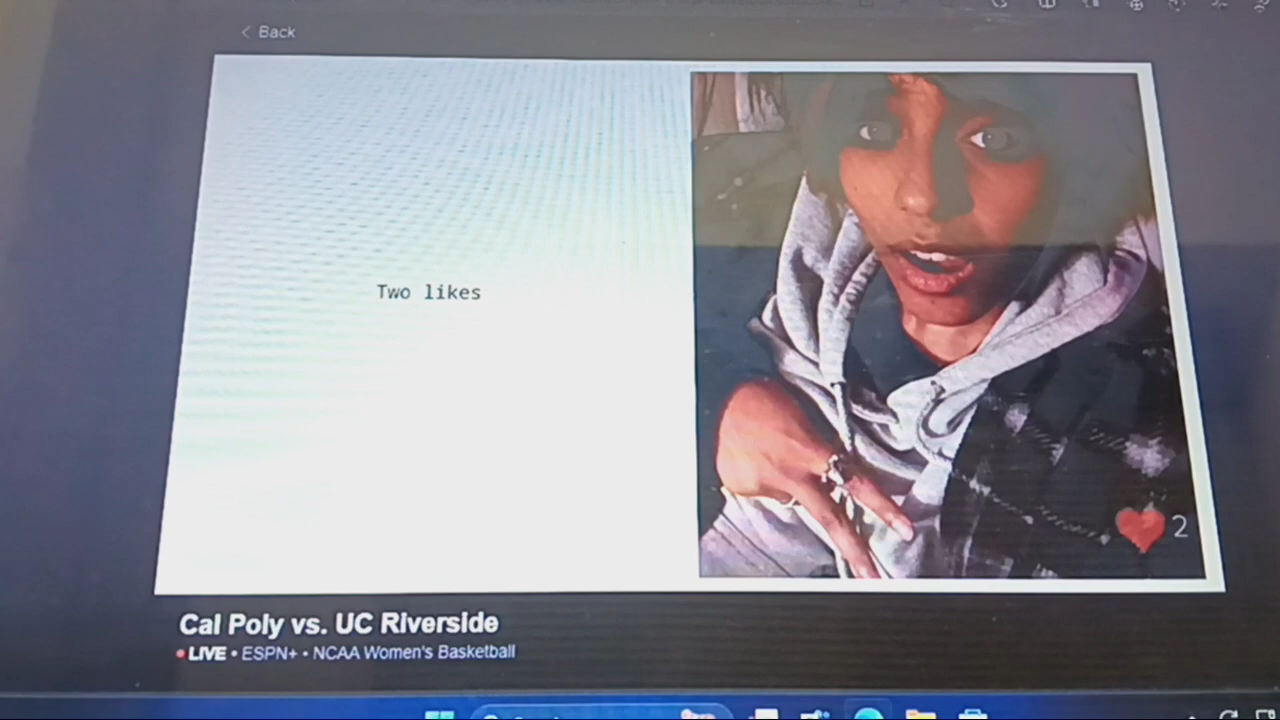 Back
Two likes
2
Cal Poly vs. UC Riverside
LIVE • ESPN+ • NCAA Women's Basketball